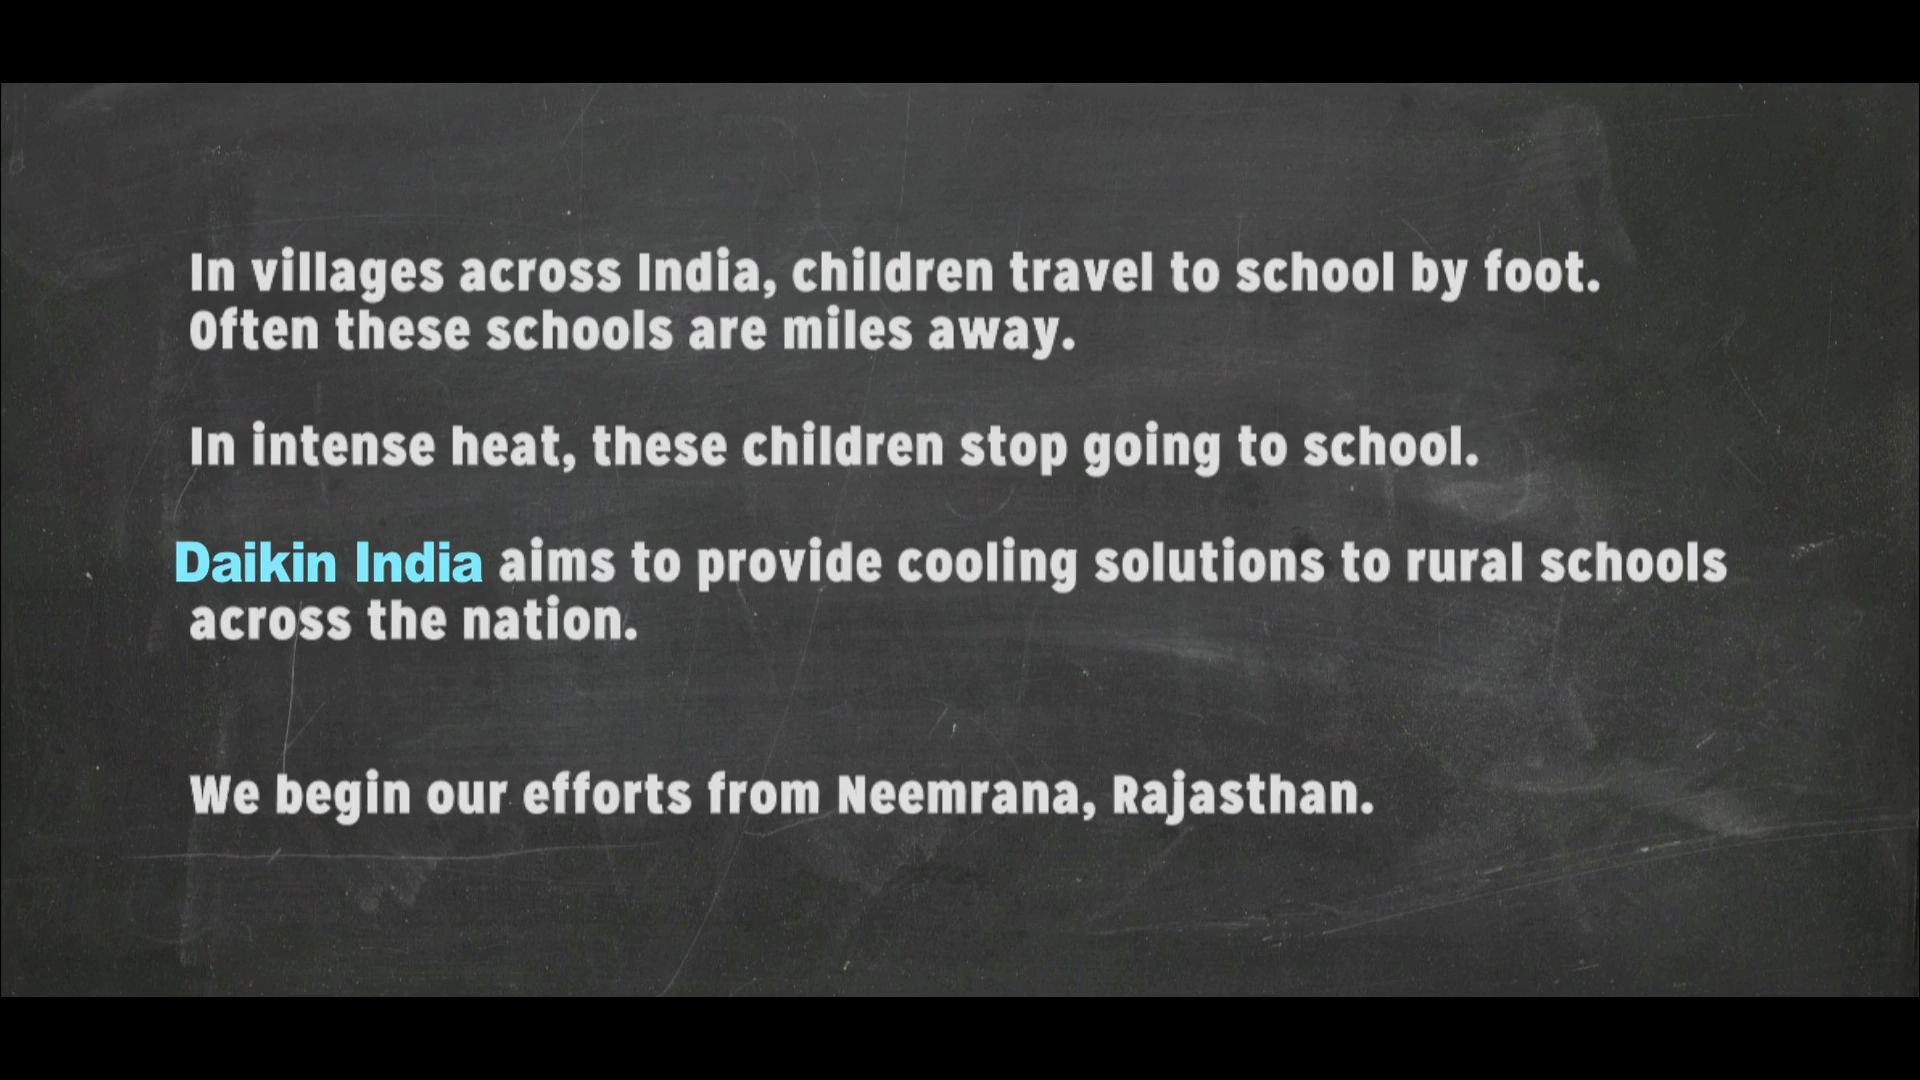 In villages across India, children travel to school by foot.
Often these schools are miles away.
In intense heat, these children stop going to school.
Daikin India aims to provide cooling solutions to rural schools
across the nation.
We begin our efforts from Neemrana, Rajasthan.